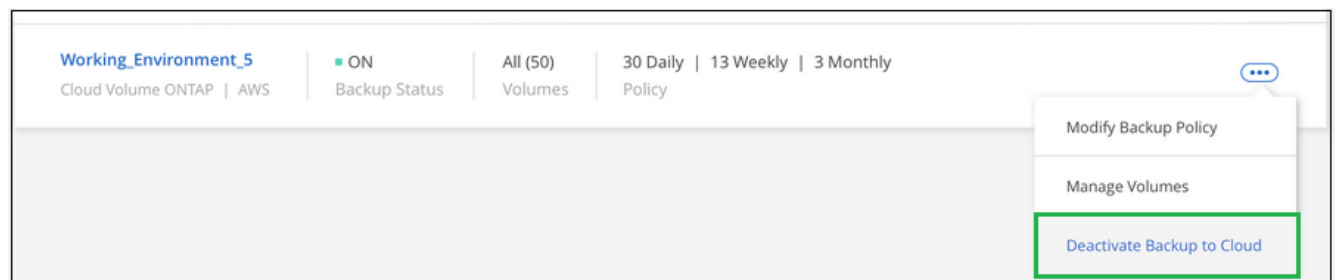 Working_Environment_5
ON
All (50)
30 Daily | 13 Weekly | 3 Monthly
Cloud Volume ONTAP | AWS
Backup Status
Volumes
Policy
Modify Backup Policy
Manage Volumes
Deactivate Backup to Cloud